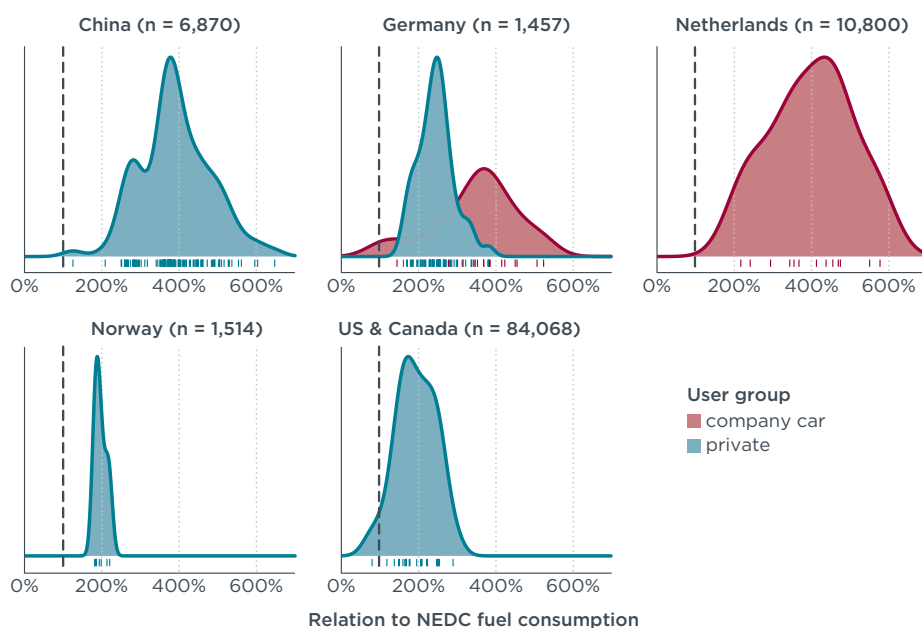 China (n = 6,870)
Germany (n = 1,457)
Netherlands (n = 10,800)
0% 200% 400% 600%
0% 200% 400% 600%
0% 200% 400% 600%
Norway (n = 1,514)
US & Canada (n = 84,068)
User group
company car
private
0% 200% 400% 600%
0% 200% 400% 600%
Relation to NEDC fuel consumption